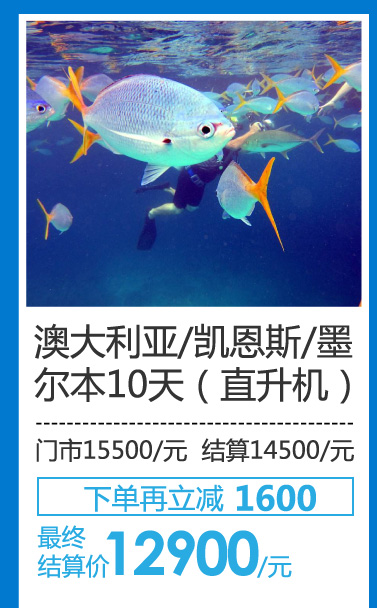 澳大利亚/凯恩斯/墨
尔本10天（直升机）
门市15500/元 结算14500/元
下单再立减 1600
最终
结算价12900/元